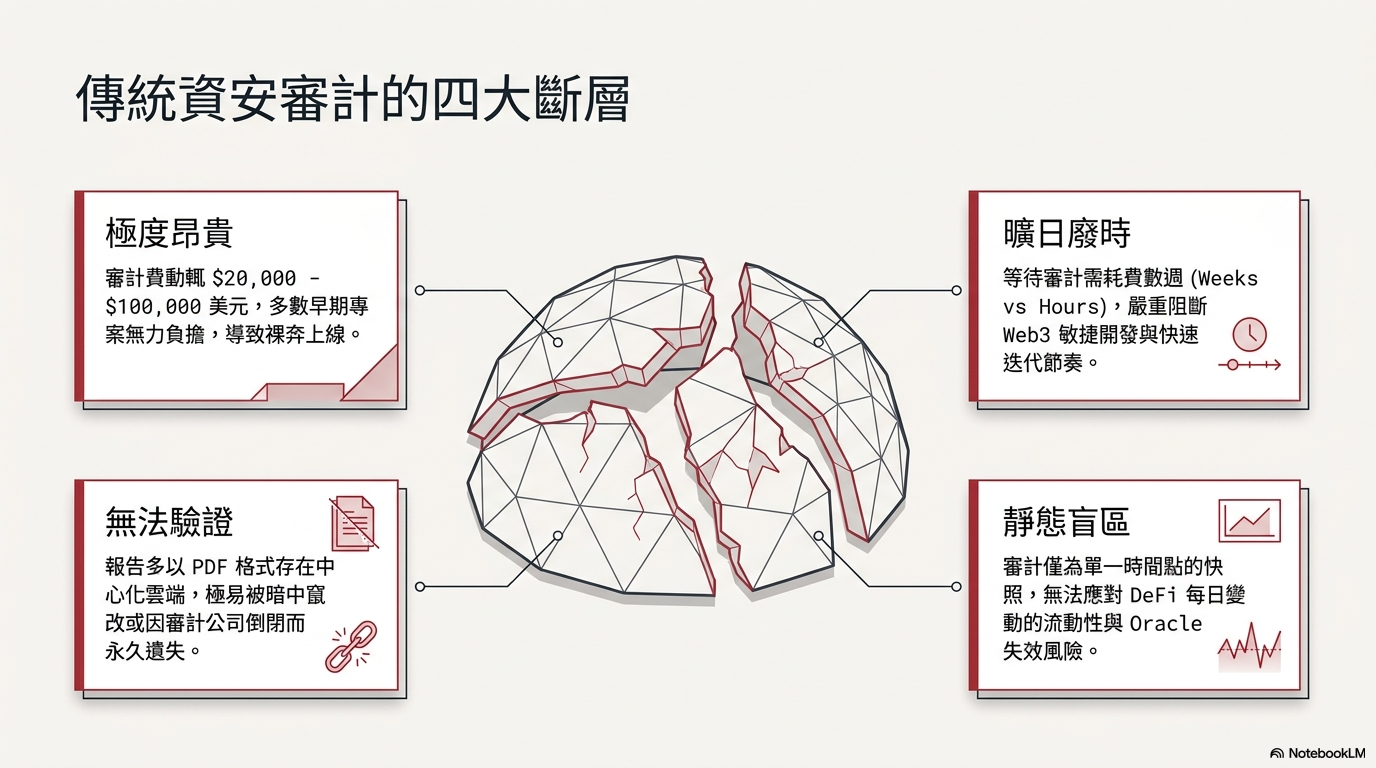 傳統資安審計的四大斷層
極度昂貴
審計費動輒 $20,000 -
$100,000 美元，多數早期專
案無力負擔，導致裸奔上線。
曠日廢時
等待審計需耗費數週 (Weeks
vs Hours)，嚴重阻斷
Web3 敏捷開發與快速
迭代節奏。
無法驗證
報告多以 PDF 格式存在中
心化雲端，極易被暗中竄
改或因審計公司倒閉而
永久遺失。
靜態盲區
審計僅為單一時間點的快
照，無法應對 DeFi 每日變
動的流動性與 Oracle
失效風險。
NotebookLM